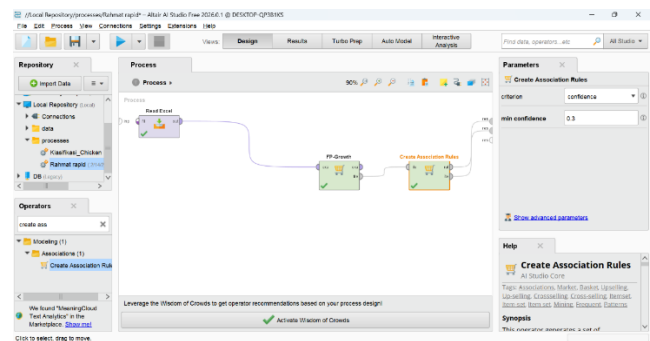 //Local Repository/processes/Rahmat rapid* – Altair AI Studio Free 2026.0.1 @ DESKTOP-QP3B1KS
File Edit Process View Connections Settings Extensions Help
Views: Design Results Turbo Prep Auto Model Interactive Analysis
Find data, operators...etc
All Studio
Repository
Import Data
Local Repository (Local)
Connections
data
processes
Klasifikasi_Chicken
Rahmat rapid
DB (Legacy)
Operators
create ass
Modeling (1)
Associations (1)
Create Association Rule
We found "MeaningCloud
Text Analytics" in the
Marketplace. Show me!
Process
Process
90%
Process
Read Excel
FP-Growth
Create Association Rules
Leverage the Wisdom of Crowds to get operator recommendations based on your process design!
Activate Wisdom of Crowds
Parameters
Create Association Rules
criterion confidence
min confidence 0.3
Show advanced parameters
Help
Create Association Rules
AI Studio Core
Tags: Associations, Market, Basket, Upselling,
Up-selling, Crossselling, Cross-selling, Itemset,
Item set, Item set, Mining, Frequent, Patterns
Synopsis
This operator generates a set of
Click to select, drag to move.